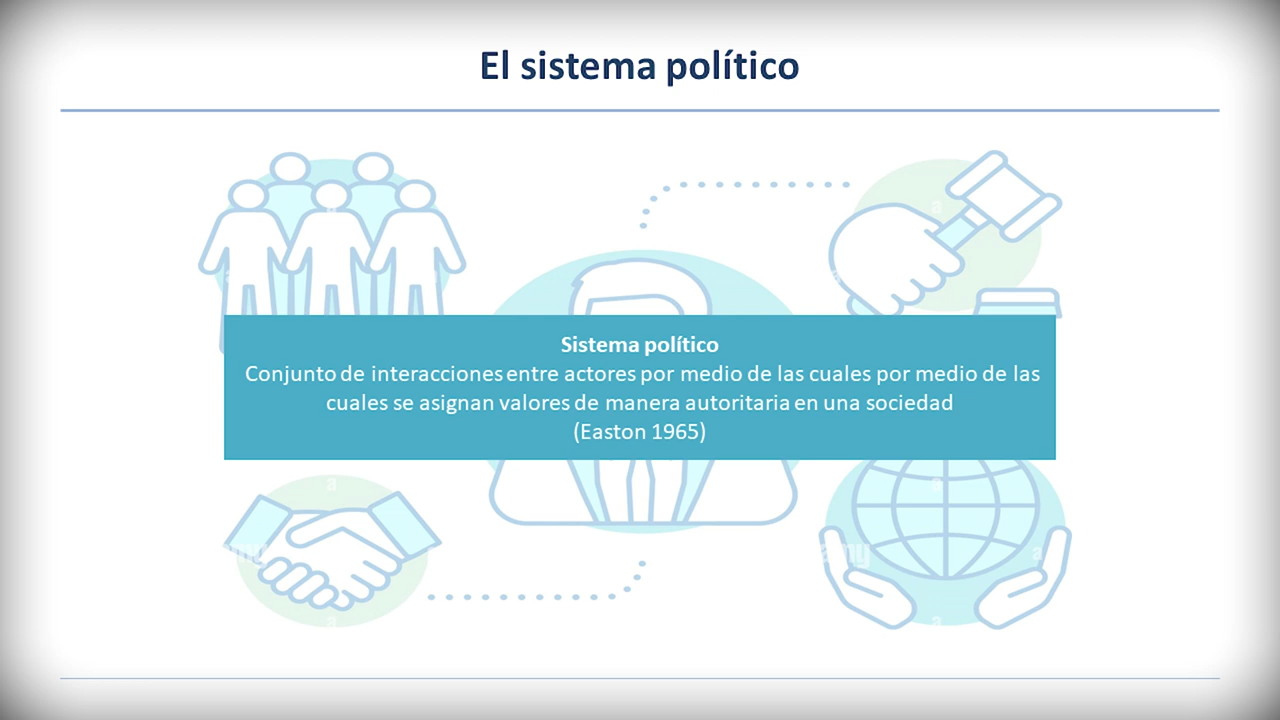 El sistema político
Sistema político
Conjunto de interacciones entre actores por medio de las cuales por medio de las
cuales se asignan valores de manera autoritaria en una sociedad
(Easton 1965)